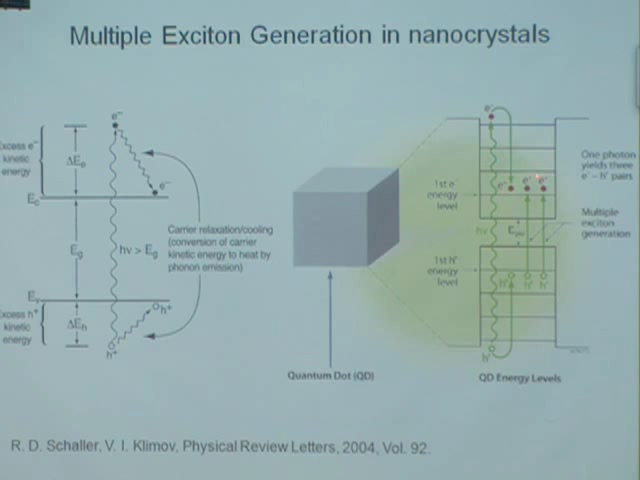 Multiple Exciton Generation in nanocrystals
e⁻
Excess e⁻
kinetic
energy
ΔEe
e⁻
Ec
Eg
hν > Eg
Carrier relaxation/cooling
(conversion of carrier
kinetic energy to heat by
phonon emission)
Ev
Excess h⁺
kinetic
energy
ΔEh
h⁺
h⁺
Quantum Dot (QD)
e⁻
One photon
yields three
e⁻ – h⁺ pairs
1st e⁻
energy
level
e⁻
e⁻
e⁻
Multiple
exciton
generation
hν
1st h⁺
energy
level
h⁺
h⁺
h⁺
h⁺
QD Energy Levels
R. D. Schaller, V. I. Klimov, Physical Review Letters, 2004, Vol. 92.